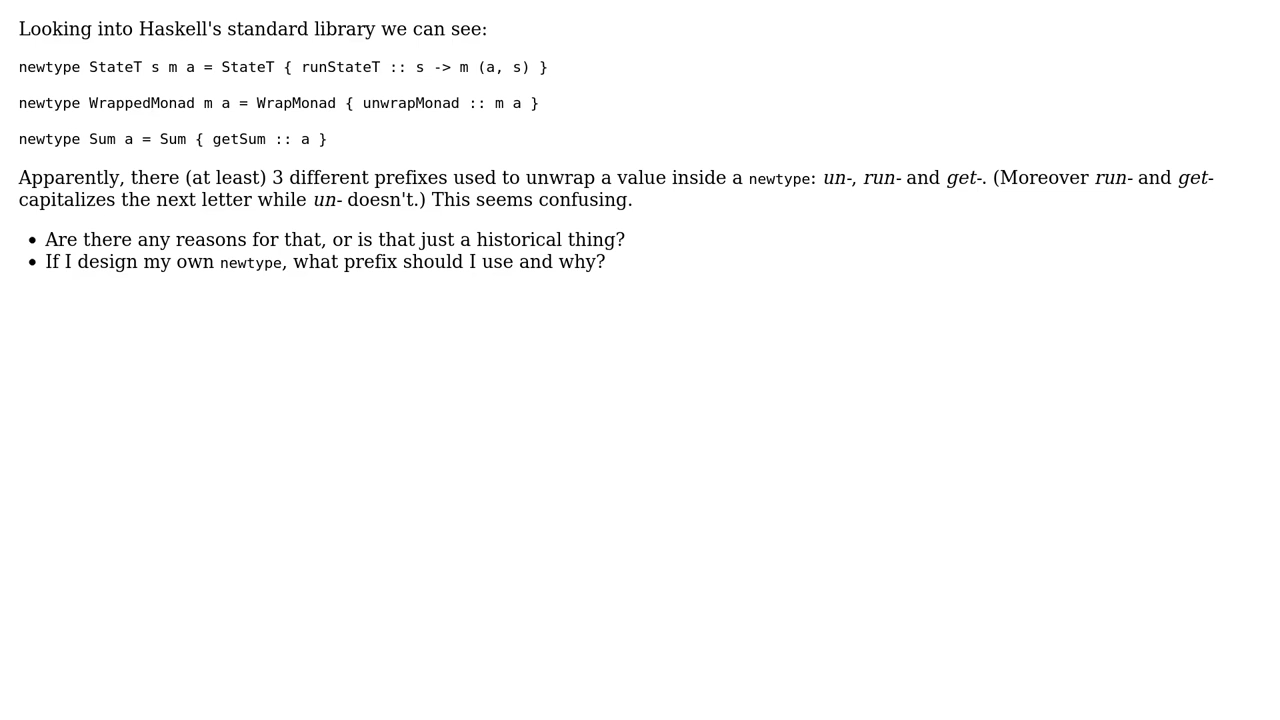 Looking into Haskell's standard library we can see:
newtype StateT s m a = StateT { runStateT :: s -> m (a, s) }
newtype WrappedMonad m a = WrapMonad { unwrapMonad :: m a }
newtype Sum a = Sum { getSum :: a }
Apparently, there (at least) 3 different prefixes used to unwrap a value inside a newtype: un-, run- and get-. (Moreover run- and get-
capitalizes the next letter while un- doesn't.) This seems confusing.
• Are there any reasons for that, or is that just a historical thing?
• If I design my own newtype, what prefix should I use and why?